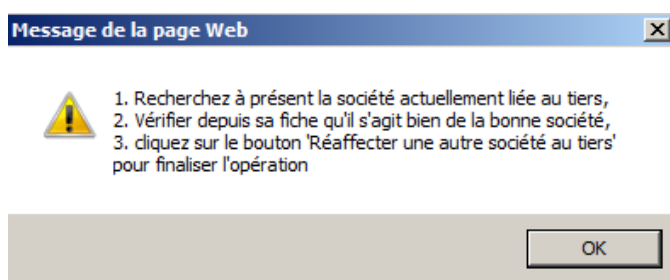 Message de la page Web
1. Recherchez à présent la société actuellement liée au tiers,
2. Vérifier depuis sa fiche qu'il s'agit bien de la bonne société,
3. cliquez sur le bouton 'Réaffecter une autre société au tiers'
pour finaliser l'opération
OK